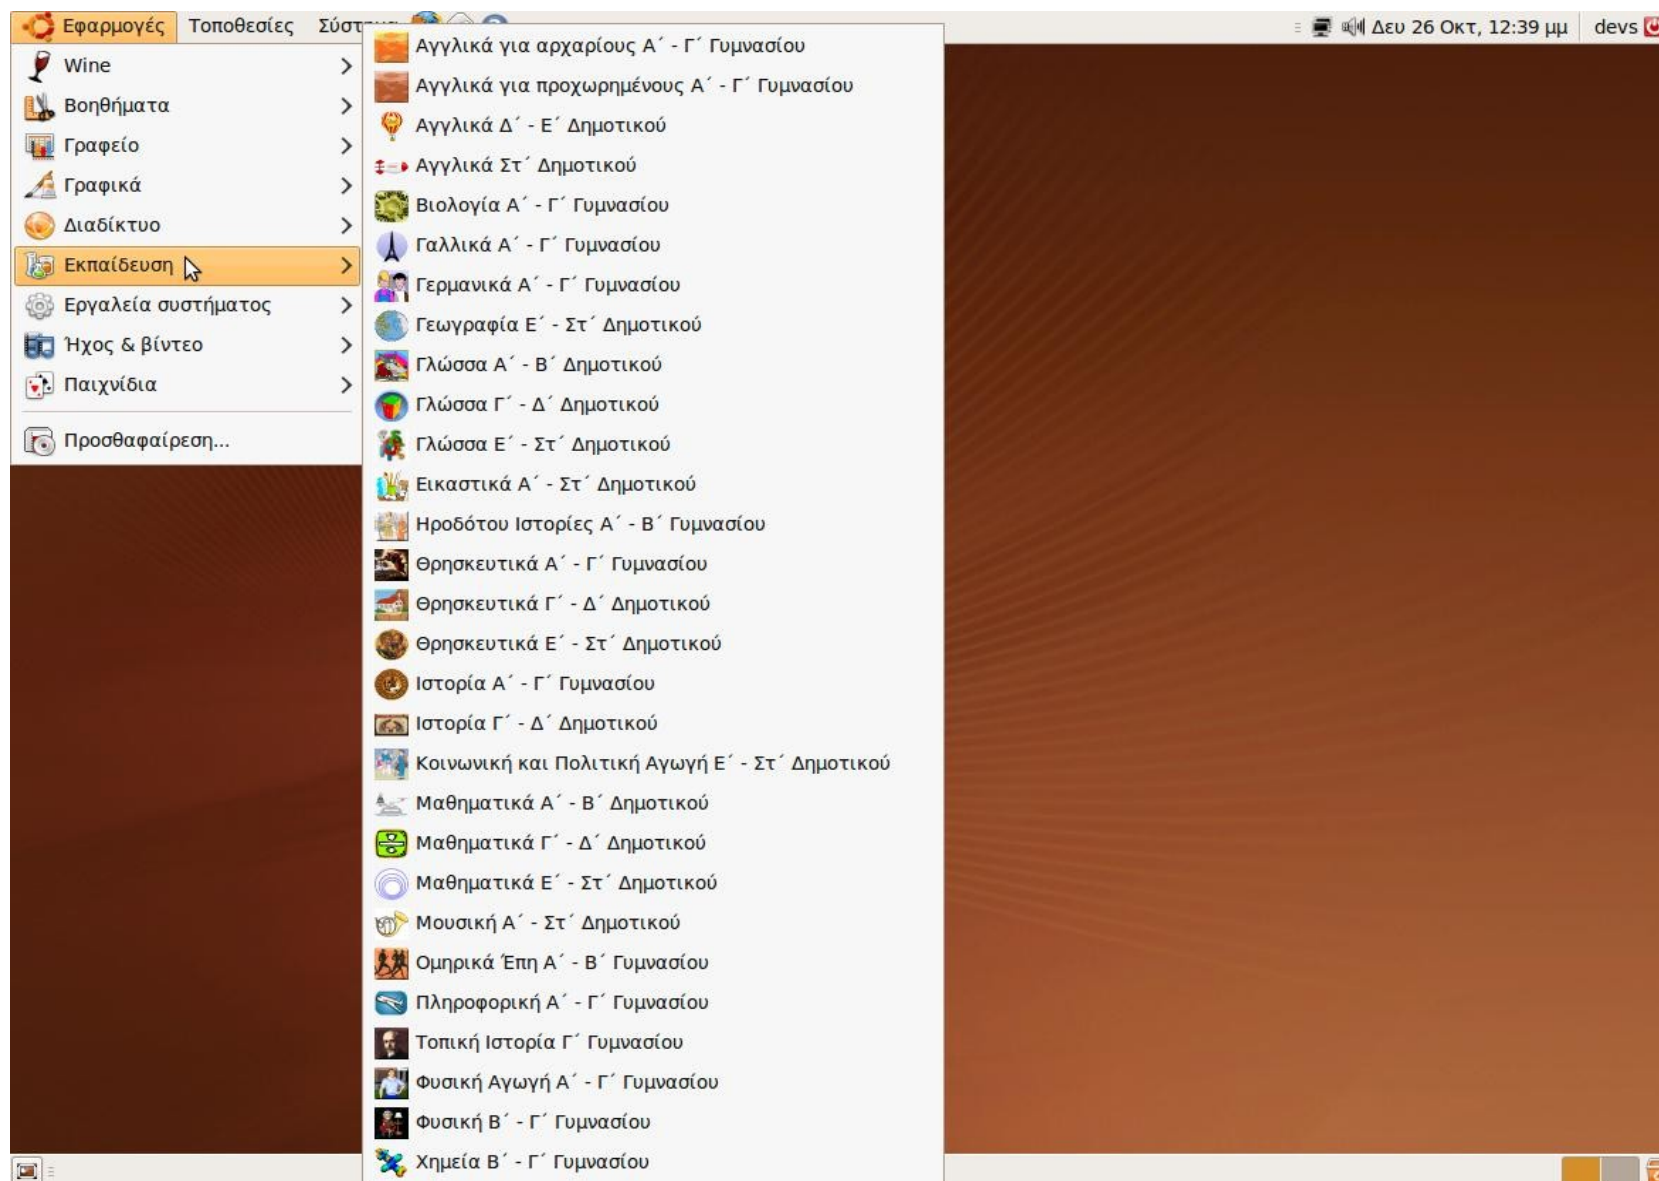 Εφαρμογές Τοποθεσίες Δευ 26 Οκτ, 12:39 μμ devs
Wine
Βοηθήματα
Γραφείο
Γραφικά
Διαδίκτυο
Εκπαίδευση
Εργαλεία συστήματος
Ήχος & βίντεο
Παιχνίδια
Προσθαφαίρεση...
Αγγλικά για αρχαρίους Α΄ - Γ΄ Γυμνασίου
Αγγλικά για προχωρημένους Α΄ - Γ΄ Γυμνασίου
Αγγλικά Δ΄ - Ε΄ Δημοτικού
Αγγλικά Στ΄ Δημοτικού
Βιολογία Α΄ - Γ΄ Γυμνασίου
Γαλλικά Α΄ - Γ΄ Γυμνασίου
Γερμανικά Α΄ - Γ΄ Γυμνασίου
Γεωγραφία Ε΄ - Στ΄ Δημοτικού
Γλώσσα Α΄ - Β΄ Δημοτικού
Γλώσσα Γ΄ - Δ΄ Δημοτικού
Γλώσσα Ε΄ - Στ΄ Δημοτικού
Εικαστικά Α΄ - Στ΄ Δημοτικού
Ηροδότου Ιστορίες Α΄ - Β΄ Γυμνασίου
Θρησκευτικά Α΄ - Γ΄ Γυμνασίου
Θρησκευτικά Γ΄ - Δ΄ Δημοτικού
Θρησκευτικά Ε΄ - Στ΄ Δημοτικού
Ιστορία Α΄ - Γ΄ Γυμνασίου
Ιστορία Γ΄ - Δ΄ Δημοτικού
Κοινωνική και Πολιτική Αγωγή Ε΄ - Στ΄ Δημοτικού
Μαθηματικά Α΄ - Β΄ Δημοτικού
Μαθηματικά Γ΄ - Δ΄ Δημοτικού
Μαθηματικά Ε΄ - Στ΄ Δημοτικού
Μουσική Α΄ - Στ΄ Δημοτικού
Ομηρικά Έπη Α΄ - Β΄ Γυμνασίου
Πληροφορική Α΄ - Γ΄ Γυμνασίου
Τοπική Ιστορία Γ΄ Γυμνασίου
Φυσική Αγωγή Α΄ - Γ΄ Γυμνασίου
Φυσική Β΄ - Γ΄ Γυμνασίου
Χημεία Β΄ - Γ΄ Γυμνασίου